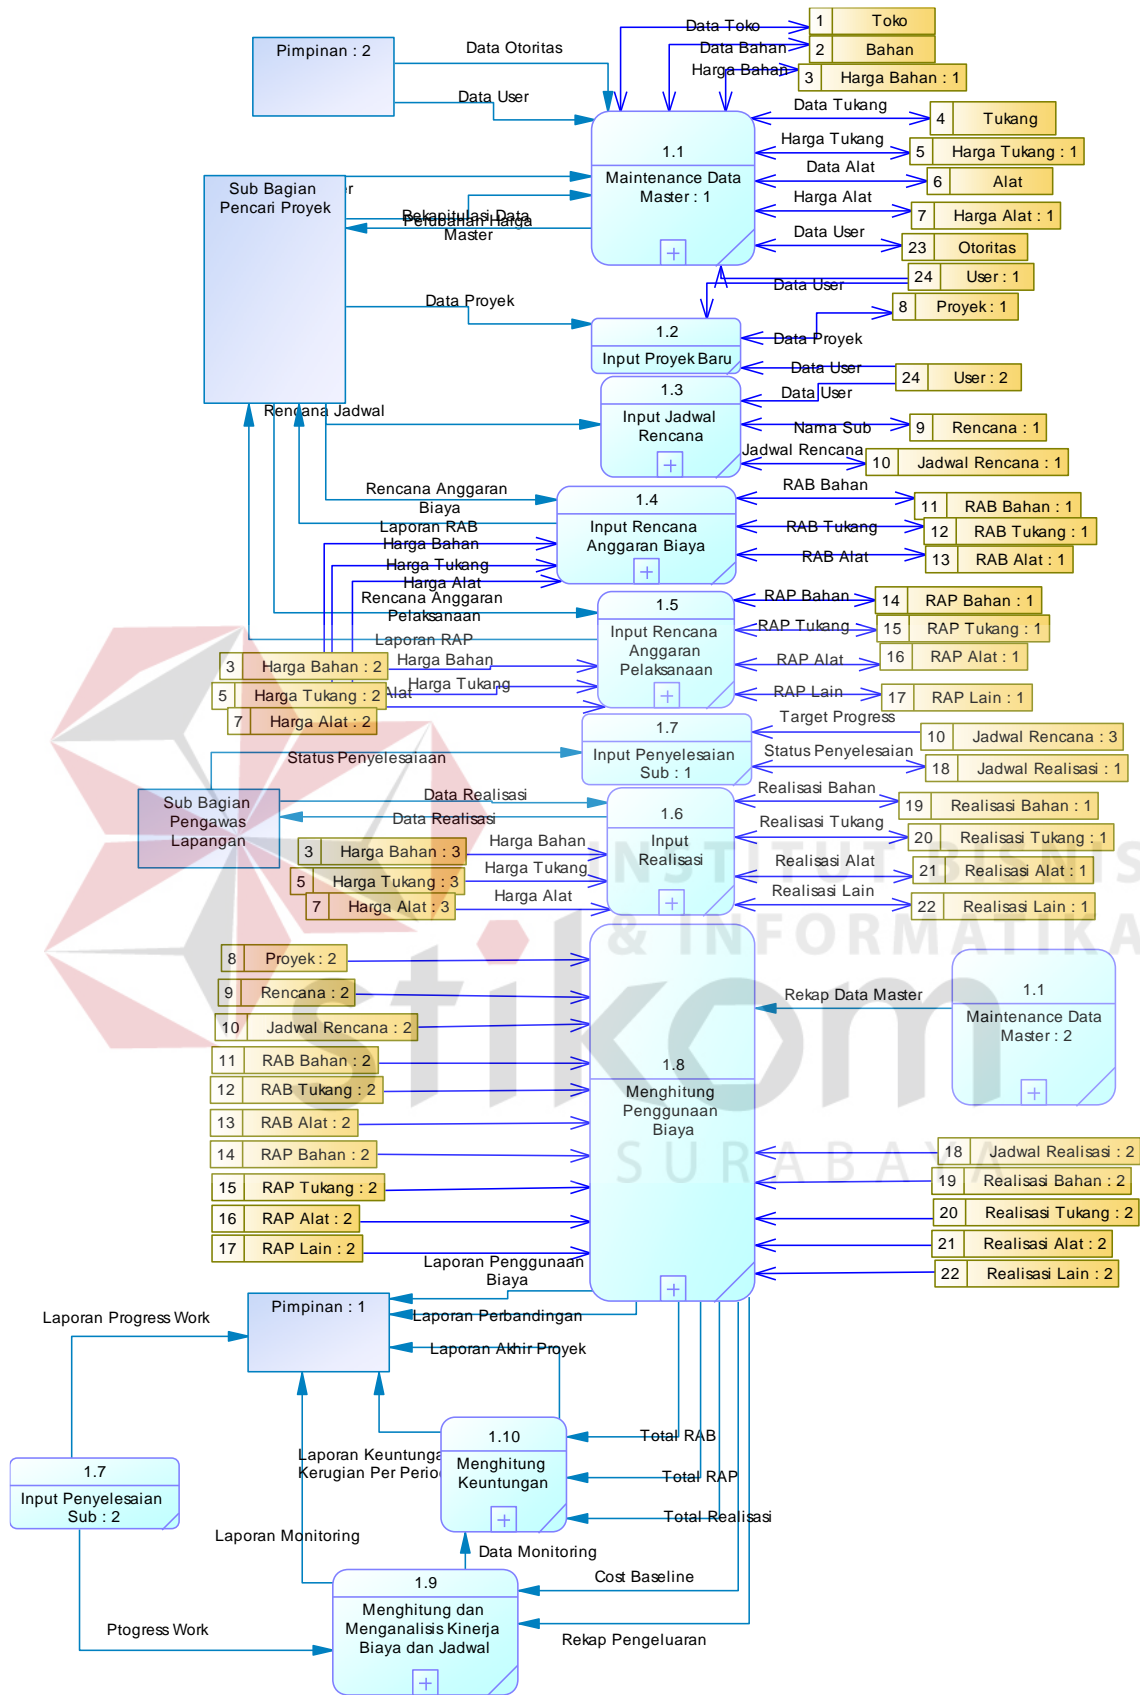 Pimpinan : 2
Data Otoritas
Data User
Data Toko
Data Bahan
Harga Bahan
1 Toko
2 Bahan
3 Harga Bahan : 1
Data Tukang
4 Tukang
Harga Tukang
5 Harga Tukang : 1
Data Alat
6 Alat
Harga Alat
7 Harga Alat : 1
Data User
23 Otoritas
24 User : 1
Data User
1.1
Maintenance Data
Master : 1
Sub Bagian
Pencari Proyek
Rekapitulasi Data
Master
Perubahan Harga
Data Proyek
8 Proyek : 1
Data Proyek
1.2
Input Proyek Baru
Data User
24 User : 2
Data User
1.3
Input Jadwal
Rencana
Rencana Jadwal
Nama Sub
9 Rencana : 1
Jadwal Rencana
10 Jadwal Rencana : 1
Rencana Anggaran
Biaya
Laporan RAB
Harga Bahan
Harga Tukang
Harga Alat
1.4
Input Rencana
Anggaran Biaya
RAB Bahan
11 RAB Bahan : 1
RAB Tukang
12 RAB Tukang : 1
RAB Alat
13 RAB Alat : 1
Rencana Anggaran
Pelaksanaan
Laporan RAP
1.5
Input Rencana
Anggaran
Pelaksanaan
RAP Bahan
14 RAP Bahan : 1
RAP Tukang
15 RAP Tukang : 1
RAP Alat
16 RAP Alat : 1
RAP Lain
17 RAP Lain : 1
3 Harga Bahan : 2
Harga Bahan
5 Harga Tukang : 2
Alat
Harga Tukang
7 Harga Alat : 2
1.7
Input Penyelesaian
Sub : 1
Target Progress
10 Jadwal Rencana : 3
Status Penyelesaian
18 Jadwal Realisasi : 1
Status Penyelesaiaan
Sub Bagian
Pengawas
Lapangan
Data Realisasi
Data Realisasi
1.6
Input
Realisasi
Realisasi Bahan
19 Realisasi Bahan : 1
Realisasi Tukang
20 Realisasi Tukang : 1
Realisasi Alat
21 Realisasi Alat : 1
Realisasi Lain
22 Realisasi Lain : 1
3 Harga Bahan : 3
Harga Bahan
5 Harga Tukang : 3
Harga Tukang
7 Harga Alat : 3
Harga Alat
INSTITUT BISNIS
& INFORMATIKA
stikom
SURABAYA
8 Proyek : 2
9 Rencana : 2
10 Jadwal Rencana : 2
11 RAB Bahan : 2
12 RAB Tukang : 2
13 RAB Alat : 2
14 RAP Bahan : 2
15 RAP Tukang : 2
16 RAP Alat : 2
17 RAP Lain : 2
1.8
Menghitung
Penggunaan
Biaya
Rekap Data Master
1.1
Maintenance Data
Master : 2
18 Jadwal Realisasi : 2
19 Realisasi Bahan : 2
20 Realisasi Tukang : 2
21 Realisasi Alat : 2
22 Realisasi Lain : 2
Laporan Penggunaan
Biaya
Laporan Perbandingan
Laporan Akhir Proyek
Pimpinan : 1
Laporan Progress Work
1.10
Menghitung
Keuntungan
Total RAB
Total RAP
Total Realisasi
Laporan Keuntunga
Kerugian Per Perio
1.7
Input Penyelesaian
Sub : 2
Laporan Monitoring
Data Monitoring
Cost Baseline
1.9
Menghitung dan
Menganalisis Kinerja
Biaya dan Jadwal
Ptogress Work
Rekap Pengeluaran